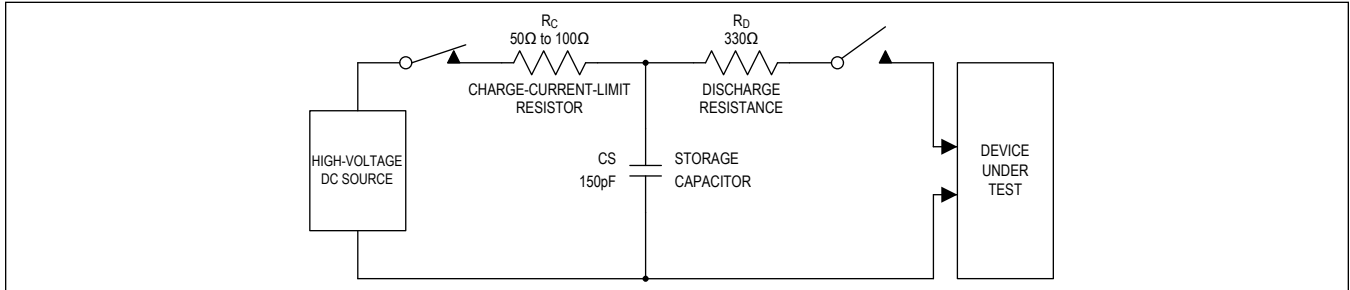 RC
50Ω to 100Ω
CHARGE-CURRENT-LIMIT
RESISTOR
RD
330Ω
DISCHARGE
RESISTANCE
HIGH-VOLTAGE
DC SOURCE
CS
150pF
STORAGE
CAPACITOR
DEVICE
UNDER
TEST